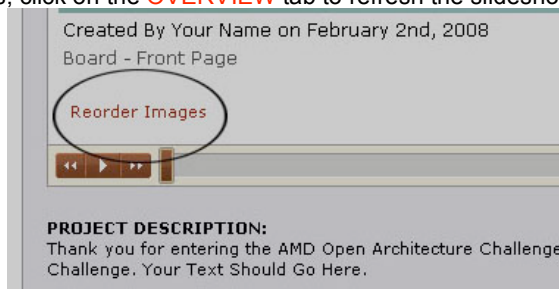 , click on the OVERVIEW tab to refresh the slidesho
Created By Your Name on February 2nd, 2008
Board - Front Page
Reorder Images
PROJECT DESCRIPTION:
Thank you for entering the AMD Open Architecture Challenge
Challenge. Your Text Should Go Here.